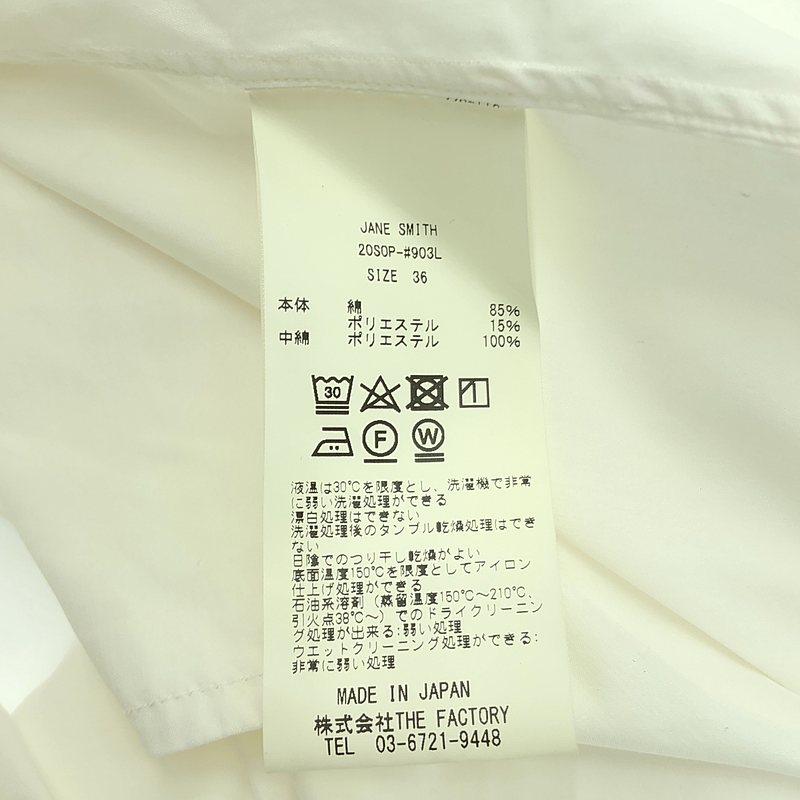 JANE SMITH
20SOP-#903L
SIZE 36
本体 綿 85%
ポリエステル 15%
中綿 ポリエステル 100%
30
F
W
液温は30℃を限度とし、洗濯機で非常
に弱い洗濯処理ができる
漂白処理はできない
洗濯処理後のタンブル乾燥処理はでき
ない
日陰でのつり干し乾燥がよい
底面温度150℃を限度としてアイロン
仕上げ処理ができる
石油系溶剤（蒸留温度150℃～210℃、
引火点38℃～）でのドライクリーニン
グ処理が出来る:弱い処理
ウエットクリーニング処理ができる:
非常に弱い処理
MADE IN JAPAN
株式会社THE FACTORY
TEL 03-6721-9448